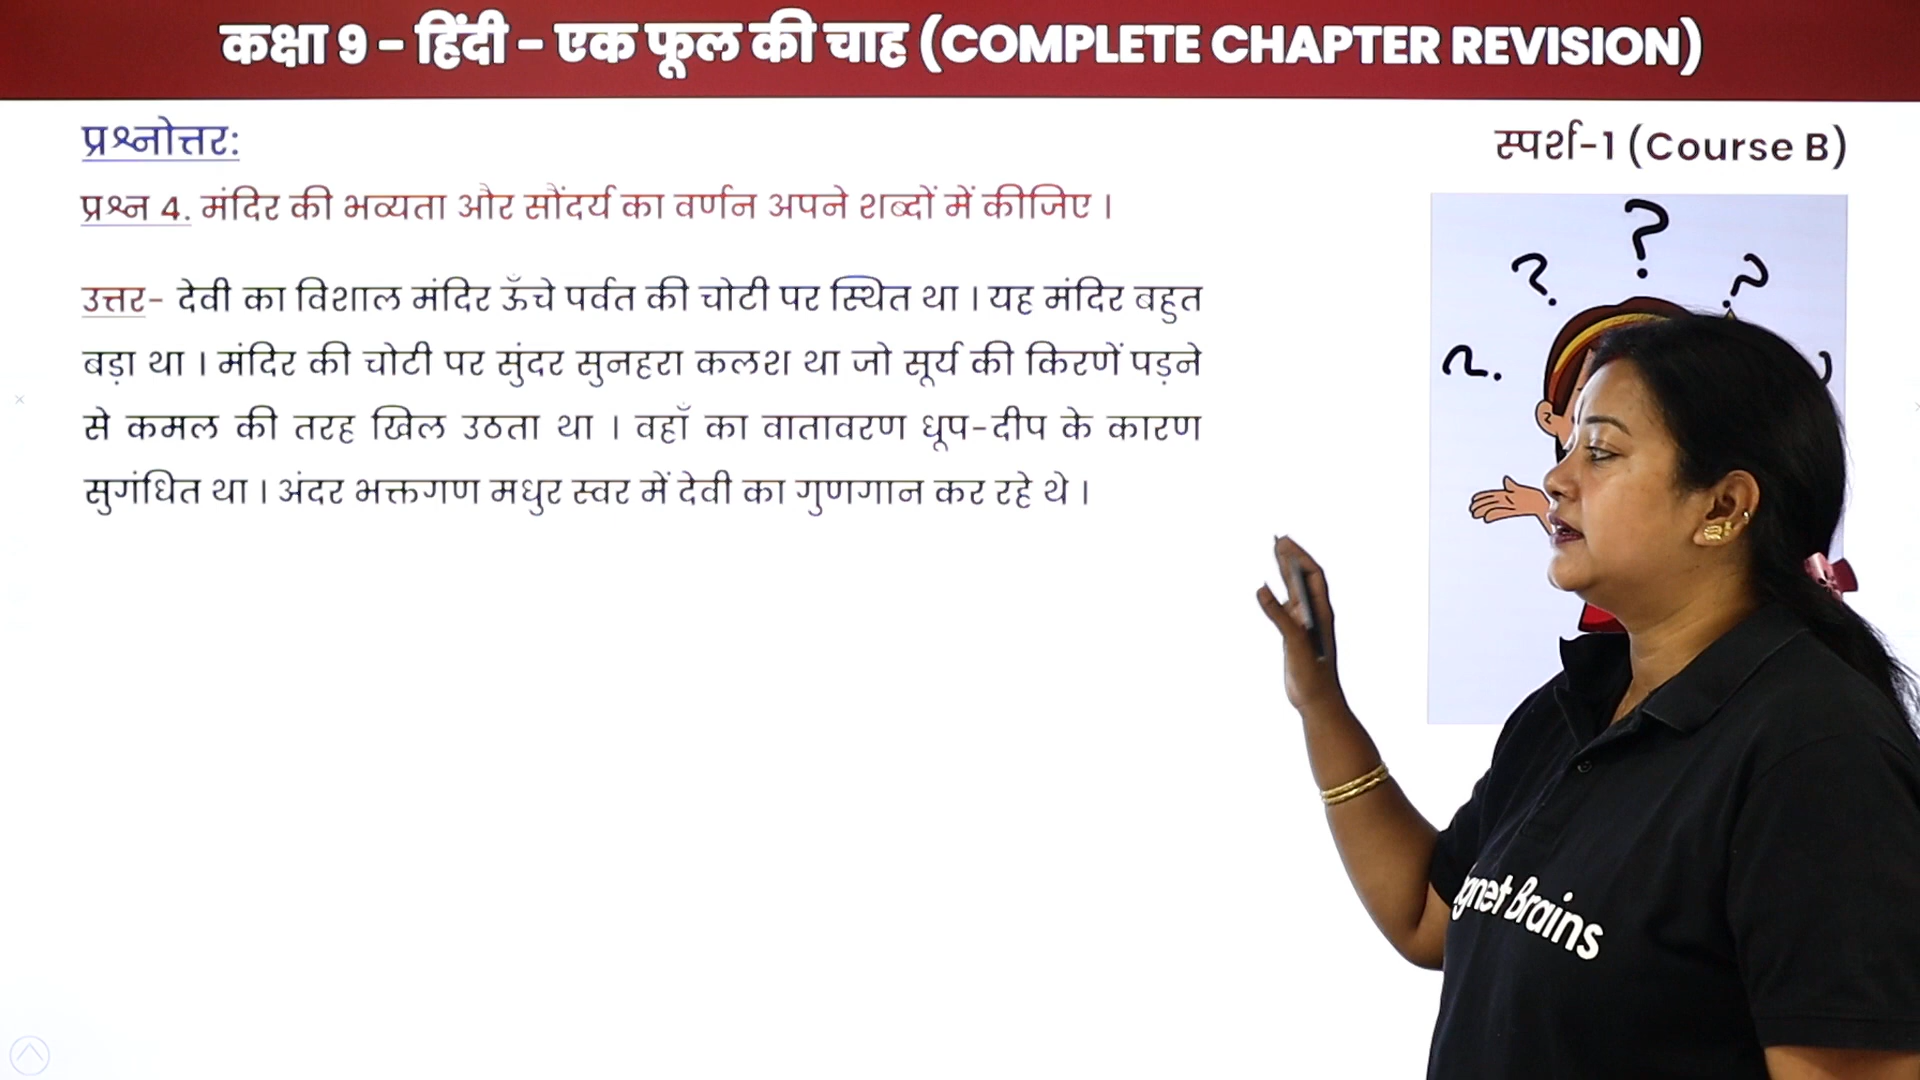 कक्षा 9 - हिंदी - एक फूल की चाह (COMPLETE CHAPTER REVISION)
प्रश्नोत्तर:
स्पर्श-1 (Course B)
प्रश्न 4. मंदिर की भव्यता और सौंदर्य का वर्णन अपने शब्दों में कीजिए ।
उत्तर- देवी का विशाल मंदिर ऊँचे पर्वत की चोटी पर स्थित था । यह मंदिर बहुत
बड़ा था । मंदिर की चोटी पर सुंदर सुनहरा कलश था जो सूर्य की किरणें पड़ने
से कमल की तरह खिल उठता था । वहाँ का वातावरण धूप-दीप के कारण
सुगंधित था । अंदर भक्तगण मधुर स्वर में देवी का गुणगान कर रहे थे ।
Brains